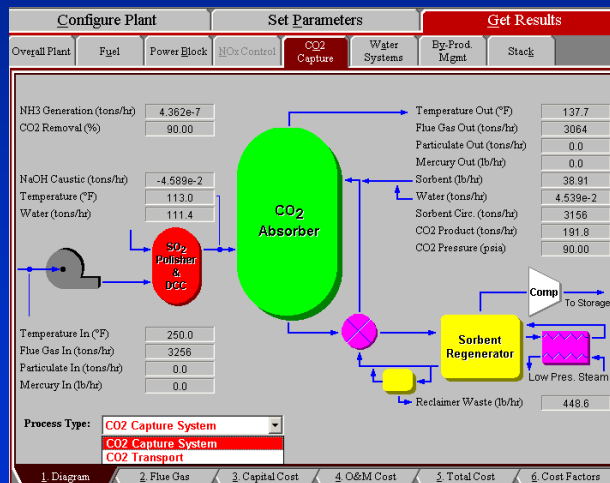 Configure Plant
Set Parameters
Get Results
Overall Plant
Fuel
Power Block
NOx Control
CO2
Capture
Water
Systems
By-Prod.
Mgmt
Stack
NH3 Generation (tons/hr) 4.362e-7
CO2 Removal (%) 90.00
NaOH Caustic (tons/hr) -4.589e-2
Temperature (°F) 113.0
Water (tons/hr) 111.4
SO2
Polisher
&
DCC
CO2
Absorber
Temperature Out (°F) 137.7
Flue Gas Out (tons/hr) 3064
Particulate Out (tons/hr) 0.0
Mercury Out (lb/hr) 0.0
Sorbent (lb/hr) 38.91
Water (tons/hr) 4.539e-2
Sorbent Circ. (tons/hr) 3156
CO2 Product (tons/hr) 191.8
CO2 Pressure (psia) 90.00
Comp
To Storage
Sorbent
Regenerator
Low Pres. Steam
Temperature In (°F) 250.0
Flue Gas In (tons/hr) 3256
Particulate In (tons/hr) 0.0
Mercury In (lb/hr) 0.0
Reclaimer Waste (lb/hr) 448.6
Process Type: CO2 Capture System
CO2 Capture System
CO2 Transport
1. Diagram
2. Flue Gas
3. Capital Cost
4. O&M Cost
5. Total Cost
6. Cost Factors